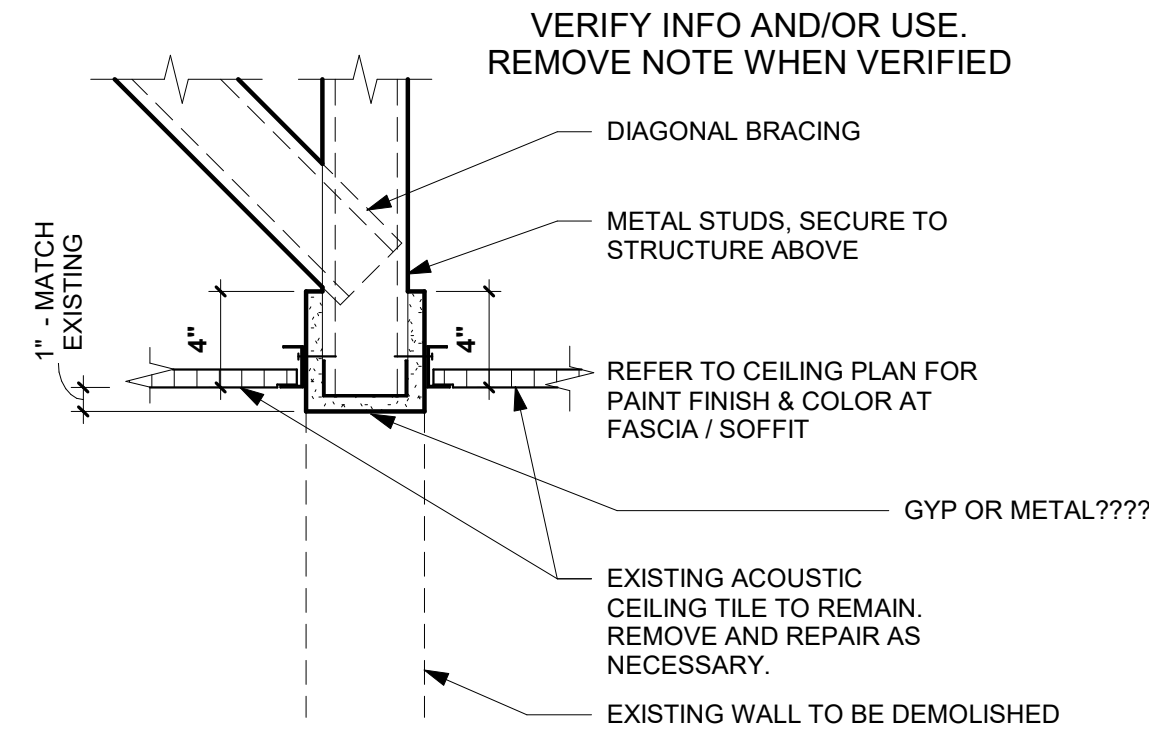 VERIFY INFO AND/OR USE.
REMOVE NOTE WHEN VERIFIED
DIAGONAL BRACING
METAL STUDS, SECURE TO
STRUCTURE ABOVE
1" - MATCH
EXISTING
4"
4"
REFER TO CEILING PLAN FOR
PAINT FINISH & COLOR AT
FASCIA / SOFFIT
GYP OR METAL????
EXISTING ACOUSTIC
CEILING TILE TO REMAIN.
REMOVE AND REPAIR AS
NECESSARY.
EXISTING WALL TO BE DEMOLISHED